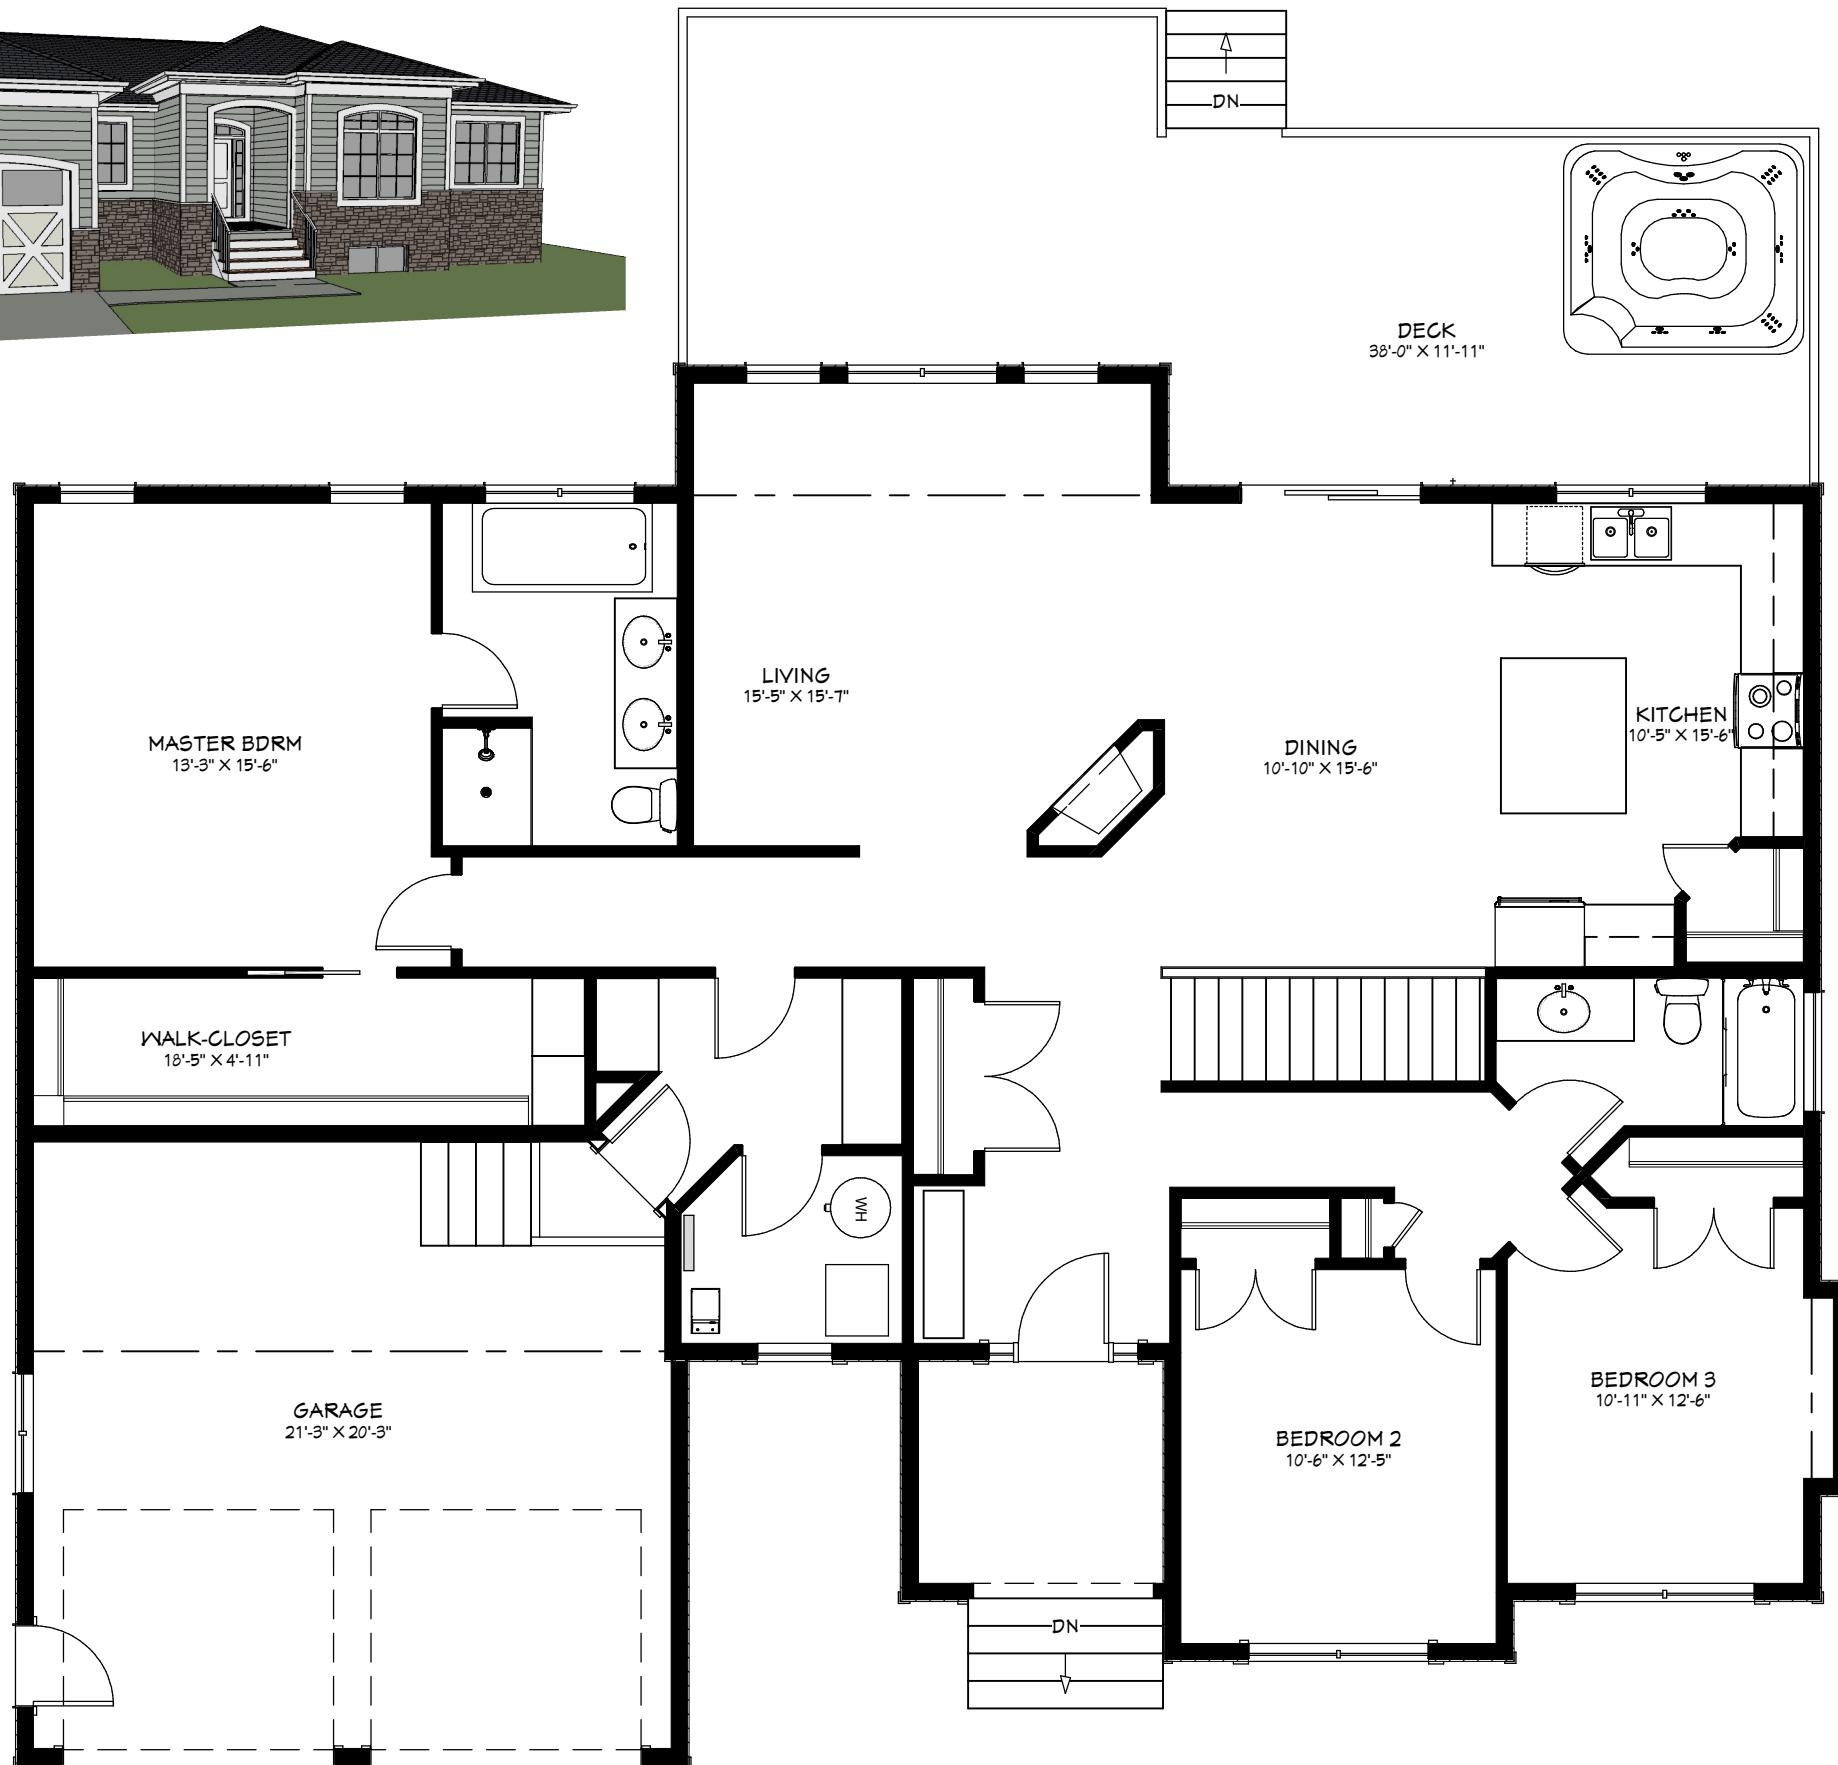 DN
DECK
38'-0" X 11'-11"
LIVING
15'-5" X 15'-7"
KITCHEN
10'-5" X 15'-6"
MASTER BDRM
13'-3" X 15'-6"
DINING
10'-10" X 15'-6"
WALK-CLOSET
18'-5" X 4'-11"
WH
BEDROOM 3
10'-11" X 12'-6"
GARAGE
21'-3" X 20'-3"
BEDROOM 2
10'-6" X 12'-5"
DN